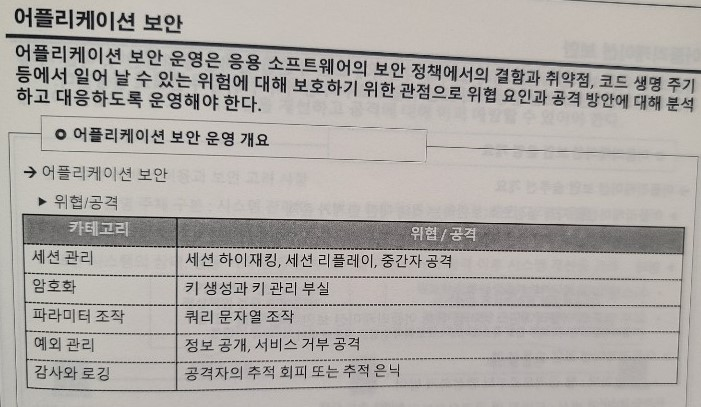 어플리케이션 보안
어플리케이션 보안 운영은 응용 소프트웨어의 보안 정책에서의 결함과 취약점, 코드 생명 주기
등에서 일어 날 수 있는 위험에 대해 보호하기 위한 관점으로 위협 요인과 공격 방안에 대해 분석
하고 대응하도록 운영해야 한다.
어플리케이션 보안 운영 개요
→ 어플리케이션 보안
▶ 위협/공격
카테고리 위협 / 공격
세션 관리 세션 하이재킹, 세션 리플레이, 중간자 공격
암호화 키 생성과 키 관리 부실
파라미터 조작 쿼리 문자열 조작
예외 관리 정보 공개, 서비스 거부 공격
감사와 로깅 공격자의 추적 회피 또는 추적 은닉